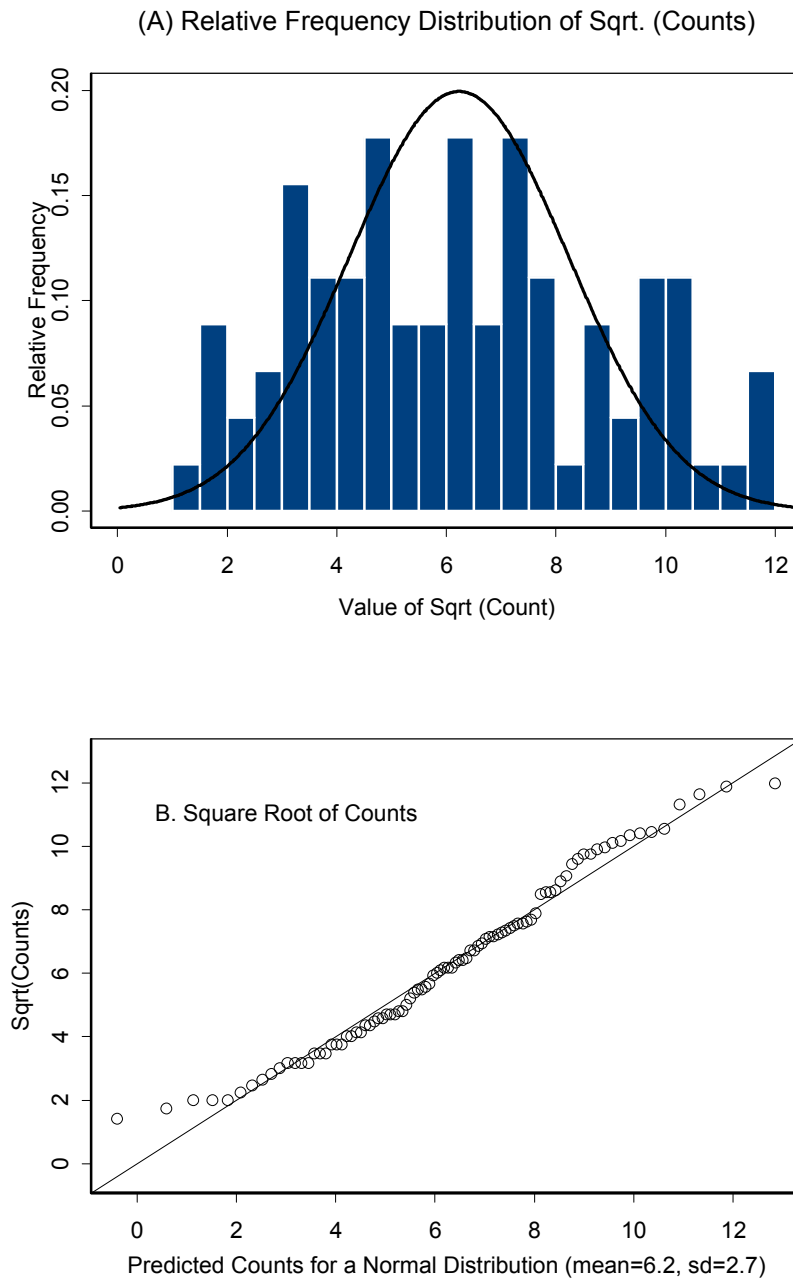 (A) Relative Frequency Distribution of Sqrt. (Counts)
0.20
0.15
0.10
0.05
0.00
Relative Frequency
0 2 4 6 8 10 12
Value of Sqrt (Count)
B. Square Root of Counts
12
10
8
6
4
2
0
Sqrt(Counts)
0 2 4 6 8 10 12
Predicted Counts for a Normal Distribution (mean=6.2, sd=2.7)